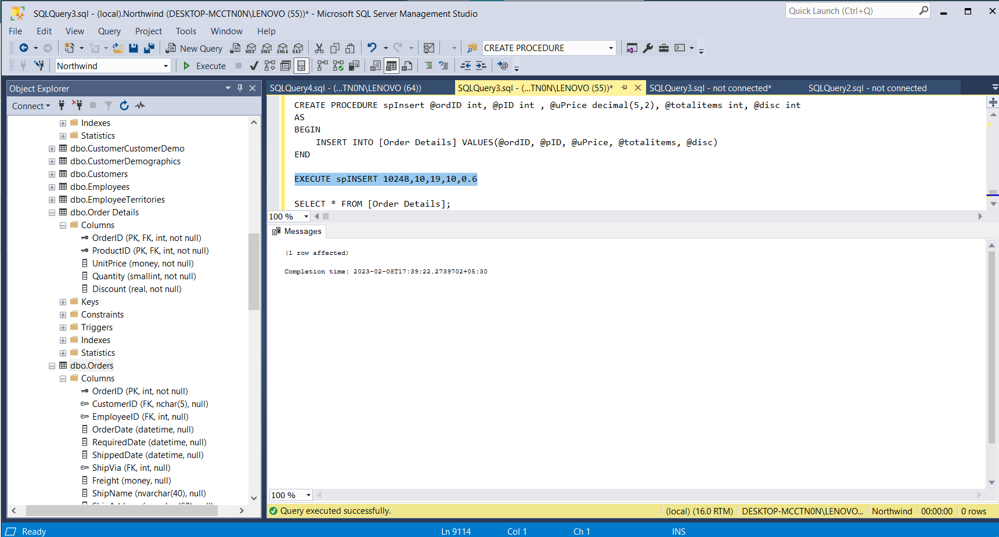 SQLQuery3.sql - (local).Northwind (DESKTOP-MCCTN0N\LENOVO (55))* - Microsoft SQL Server Management Studio
Quick Launch (Ctrl+Q)
File Edit View Query Project Tools Window Help
New Query MDX DMX XMLA DAX CREATE PROCEDURE
Northwind Execute
Object Explorer
Connect
Indexes
Statistics
dbo.CustomerCustomerDemo
dbo.CustomerDemographics
dbo.Customers
dbo.Employees
dbo.EmployeeTerritories
dbo.Order Details
Columns
OrderID (PK, FK, int, not null)
ProductID (PK, FK, int, not null)
UnitPrice (money, not null)
Quantity (smallint, not null)
Discount (real, not null)
Keys
Constraints
Triggers
Indexes
Statistics
dbo.Orders
Columns
OrderID (PK, int, not null)
CustomerID (FK, nchar(5), null)
EmployeeID (FK, int, null)
OrderDate (datetime, null)
RequiredDate (datetime, null)
ShippedDate (datetime, null)
ShipVia (FK, int, null)
Freight (money, null)
ShipName (nvarchar(40), null)
SQLQuery4.sql - (...TN0N\LENOVO (64)) SQLQuery3.sql - (...TN0N\LENOVO (55))* SQLQuery3.sql - not connected* SQLQuery2.sql - not connected
CREATE PROCEDURE spInsert @ordID int, @pID int , @uPrice decimal(5,2), @totalitems int, @disc int
AS
BEGIN
INSERT INTO [Order Details] VALUES(@ordID, @pID, @uPrice, @totalitems, @disc)
END
EXECUTE spINSERT 10248,10,19,10,0.6
SELECT * FROM [Order Details];
100 %
Messages
(1 row affected)
Completion time: 2023-02-08T17:39:22.2739702+05:30
100 %
Query executed successfully. (local) (16.0 RTM) DESKTOP-MCCTN0N\LENOVO... Northwind 00:00:00 0 rows
Ready Ln 9114 Col 1 Ch 1 INS